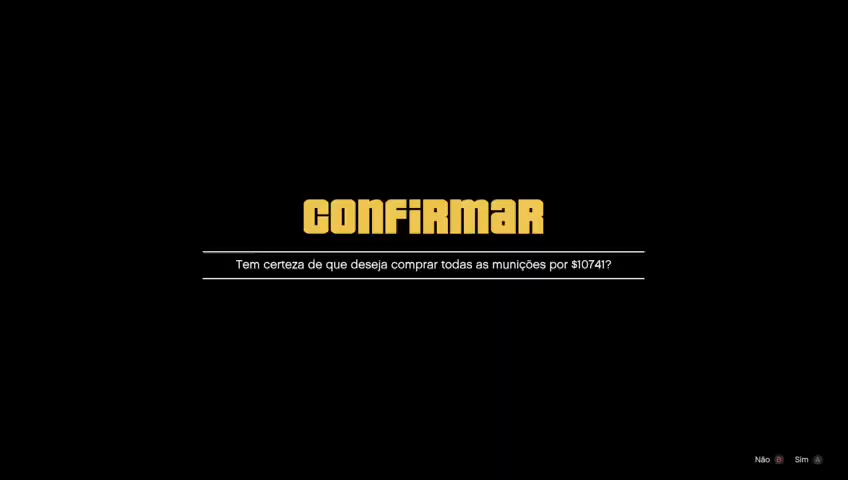 CONFIRMAR
Tem certeza de que deseja comprar todas as munições por $10741?
Não B Sim A